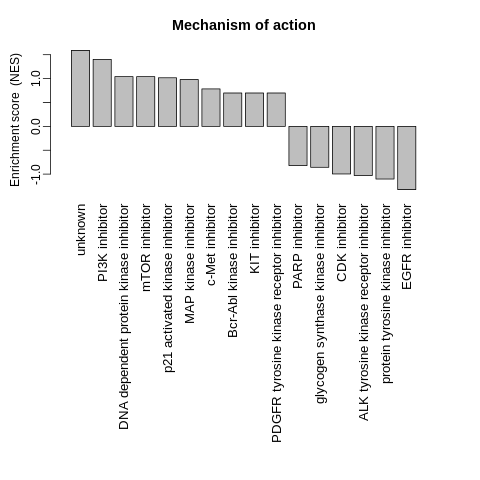 Mechanism of action
Enrichment score (NES)
1.0
0.0
-1.0
unknown
PI3K inhibitor
DNA dependent protein kinase inhibitor
mTOR inhibitor
p21 activated kinase inhibitor
MAP kinase inhibitor
c-Met inhibitor
Bcr-Abl kinase inhibitor
KIT inhibitor
PDGFR tyrosine kinase receptor inhibitor
PARP inhibitor
glycogen synthase kinase inhibitor
CDK inhibitor
ALK tyrosine kinase receptor inhibitor
protein tyrosine kinase inhibitor
EGFR inhibitor